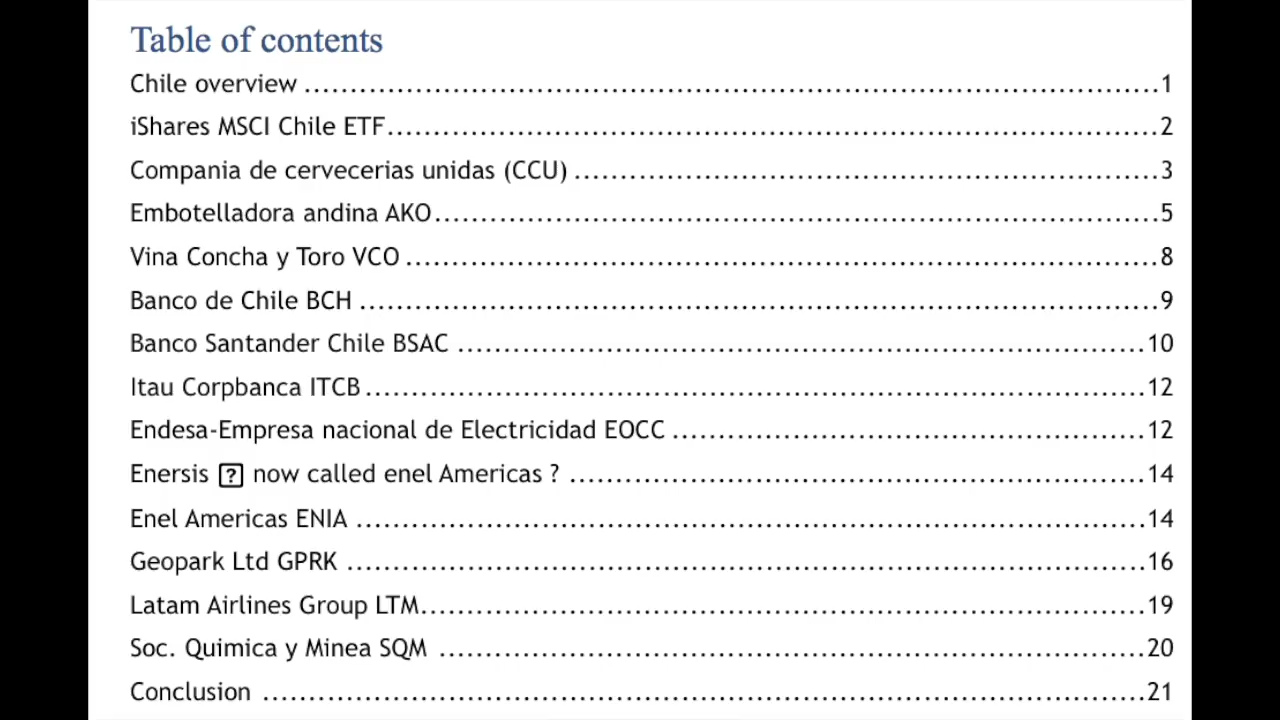 Table of contents
Chile overview ........................................................................................ 1
iShares MSCI Chile ETF................................................................................ 2
Compania de cervecerias unidas (CCU) ............................................................. 3
Embotelladora andina AKO........................................................................... 5
Vina Concha y Toro VCO .............................................................................. 8
Banco de Chile BCH ................................................................................... 9
Banco Santander Chile BSAC ....................................................................... 10
Itau Corpbanca ITCB................................................................................. 12
Endesa-Empresa nacional de Electricidad EOCC ................................................. 12
Enersis ⍰ now called enel Americas ? ............................................................ 14
Enel Americas ENIA .................................................................................. 14
Geopark Ltd GPRK ................................................................................... 16
Latam Airlines Group LTM........................................................................... 19
Soc. Quimica y Minea SQM ......................................................................... 20
Conclusion ............................................................................................ 21